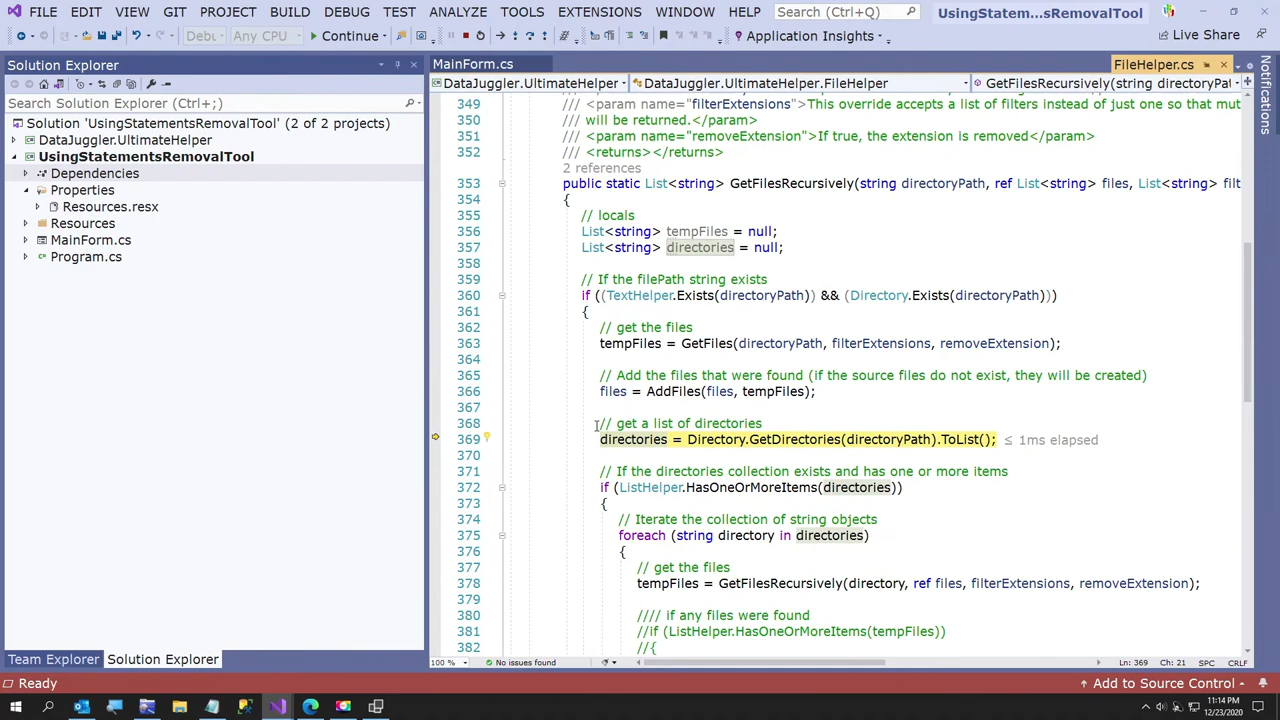 FILE EDIT VIEW GIT PROJECT BUILD DEBUG TEST ANALYZE TOOLS EXTENSIONS WINDOW HELP Search (Ctrl+Q) UsingStatemen...sRemovalTool
Debu Any CPU Continue Application Insights Live Share
Solution Explorer
Search Solution Explorer (Ctrl+;)
Solution 'UsingStatementsRemovalTool' (2 of 2 projects)
DataJuggler.UltimateHelper
UsingStatementsRemovalTool
Dependencies
Properties
Resources.resx
Resources
MainForm.cs
Program.cs
Team Explorer Solution Explorer
MainForm.cs FileHelper.cs
DataJuggler.UltimateHelper DataJuggler.UltimateHelper.FileHelper GetFilesRecursively(string directoryPat
349 /// <param name="filterExtensions">This override accepts a list of filters instead of just one so that mut
350 /// will be returned.</param>
351 /// <param name="removeExtension">If true, the extension is removed</param>
352 /// <returns></returns>
2 references
353 public static List<string> GetFilesRecursively(string directoryPath, ref List<string> files, List<string> filt
354 {
355 // locals
356 List<string> tempFiles = null;
357 List<string> directories = null;
358
359 // If the filePath string exists
360 if ((TextHelper.Exists(directoryPath)) && (Directory.Exists(directoryPath)))
361 {
362 // get the files
363 tempFiles = GetFiles(directoryPath, filterExtensions, removeExtension);
364
365 // Add the files that were found (if the source files do not exist, they will be created)
366 files = AddFiles(files, tempFiles);
367
368 // get a list of directories
369 directories = Directory.GetDirectories(directoryPath).ToList(); ≤ 1ms elapsed
370
371 // If the directories collection exists and has one or more items
372 if (ListHelper.HasOneOrMoreItems(directories))
373 {
374 // Iterate the collection of string objects
375 foreach (string directory in directories)
376 {
377 // get the files
378 tempFiles = GetFilesRecursively(directory, ref files, filterExtensions, removeExtension);
379
380 //// if any files were found
381 //if (ListHelper.HasOneOrMoreItems(tempFiles))
382 //{
100 % No issues found Ln: 369 Ch: 21 SPC CRLF
Notifications
Ready Add to Source Control
11:14 PM
12/23/2020